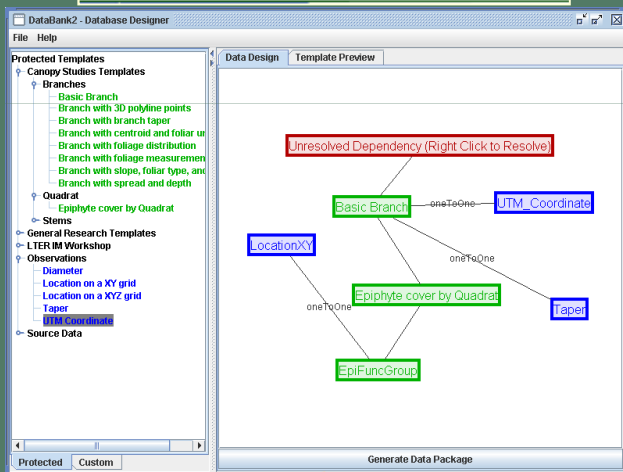 DataBank2 - Database Designer
File Help
Protected Templates
Canopy Studies Templates
Branches
Basic Branch
Branch with 3D polyline points
Branch with branch taper
Branch with centroid and foliar un
Branch with foliage distribution
Branch with foliage measuremen
Branch with slope, foliar type, and
Branch with spread and depth
Quadrat
Epiphyte cover by Quadrat
Stems
General Research Templates
LTER IM Workshop
Observations
Diameter
Location on a XY grid
Location on a XYZ grid
Taper
UTM Coordinate
Source Data
Protected Custom
Data Design Template Preview
Unresolved Dependency (Right Click to Resolve)
Basic Branch oneToOne UTM_Coordinate
LocationXY
oneToOne
Epiphyte cover by Quadrat
oneToOne Taper
EpiFuncGroup
Generate Data Package